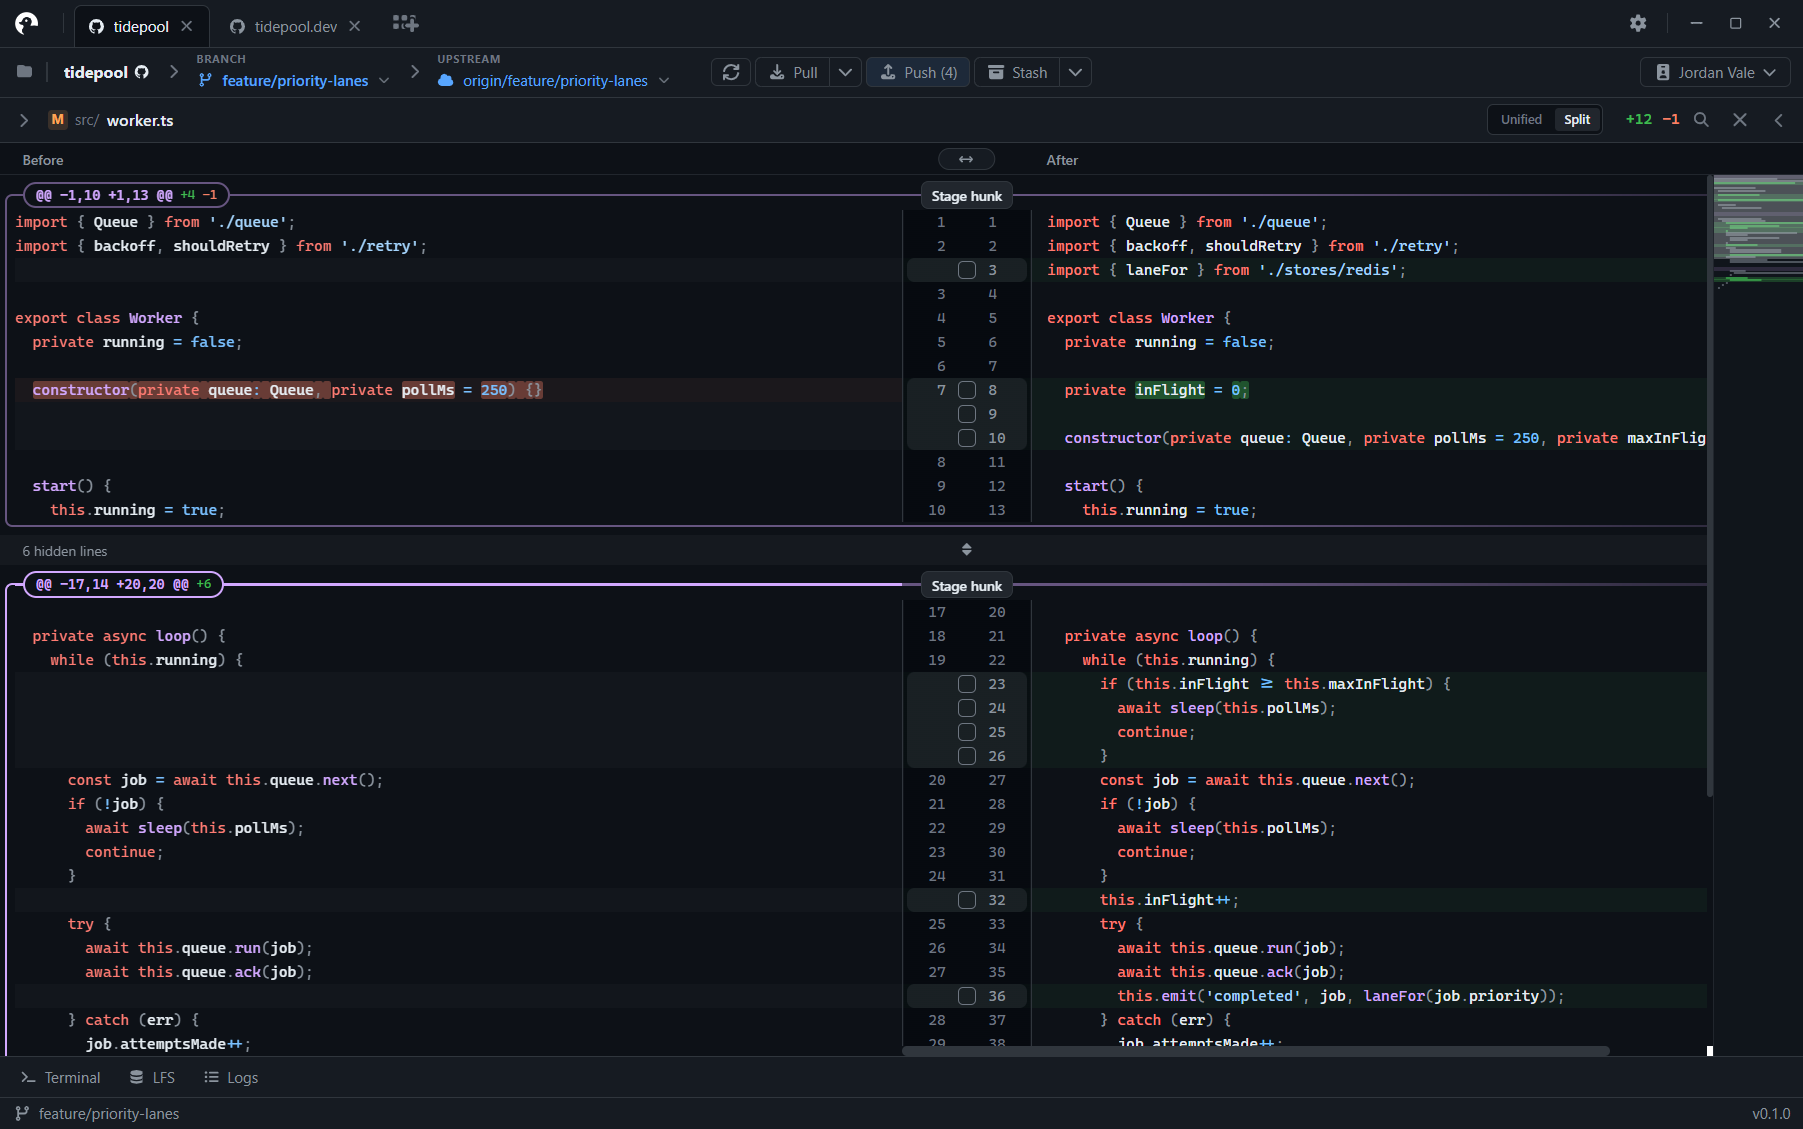 tidepool
tidepool.dev
tidepool
BRANCH
feature/priority-lanes
UPSTREAM
origin/feature/priority-lanes
Pull
Push (4)
Stash
Jordan Vale
M src/ worker.ts
Unified
Split
+12 −1
Before
After
@@ −1,10 +1,13 @@ +4 −1
Stage hunk
import { Queue } from './queue'; 1 1 import { Queue } from './queue';
import { backoff, shouldRetry } from './retry'; 2 2 import { backoff, shouldRetry } from './retry';
3 import { laneFor } from './stores/redis';
3 4
export class Worker { 4 5 export class Worker {
private running = false; 5 6 private running = false;
6 7
constructor(private queue: Queue, private pollMs = 250) {} 7 8 private inFlight = 0;
9
10 constructor(private queue: Queue, private pollMs = 250, private maxInFlig
8 11
start() { 9 12 start() {
this.running = true; 10 13 this.running = true;
6 hidden lines
@@ −17,14 +20,20 @@ +6
Stage hunk
17 20
private async loop() { 18 21 private async loop() {
while (this.running) { 19 22 while (this.running) {
23 if (this.inFlight ≥ this.maxInFlight) {
24 await sleep(this.pollMs);
25 continue;
26 }
const job = await this.queue.next(); 20 27 const job = await this.queue.next();
if (!job) { 21 28 if (!job) {
await sleep(this.pollMs); 22 29 await sleep(this.pollMs);
continue; 23 30 continue;
} 24 31 }
32 this.inFlight++;
try { 25 33 try {
await this.queue.run(job); 26 34 await this.queue.run(job);
await this.queue.ack(job); 27 35 await this.queue.ack(job);
36 this.emit('completed', job, laneFor(job.priority));
} catch (err) { 28 37 } catch (err) {
job.attemptsMade++; 29 38 job.attemptsMade++;
Terminal
LFS
Logs
feature/priority-lanes
v0.1.0